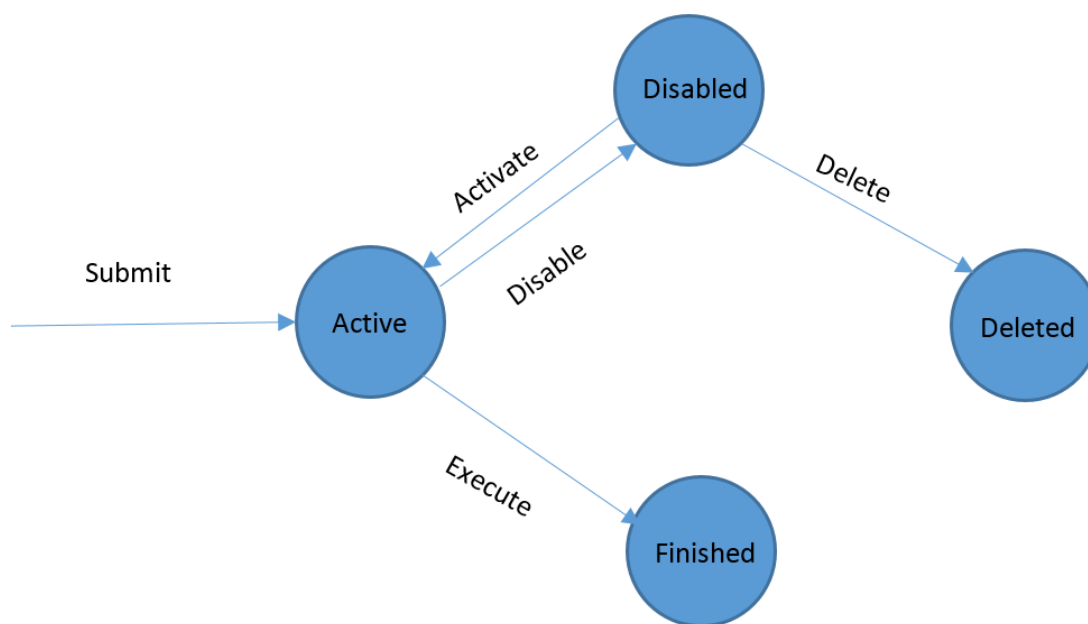 Disabled
Activate
Delete
Submit
Disable
Active
Deleted
Execute
Finished